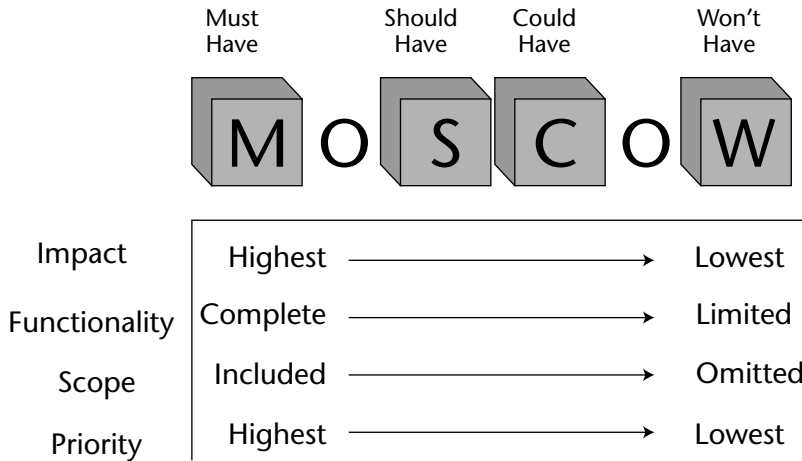 Must Should Could Won't
Have Have Have Have
M O S C O W
Impact Highest Lowest
Functionality Complete Limited
Scope Included Omitted
Priority Highest Lowest